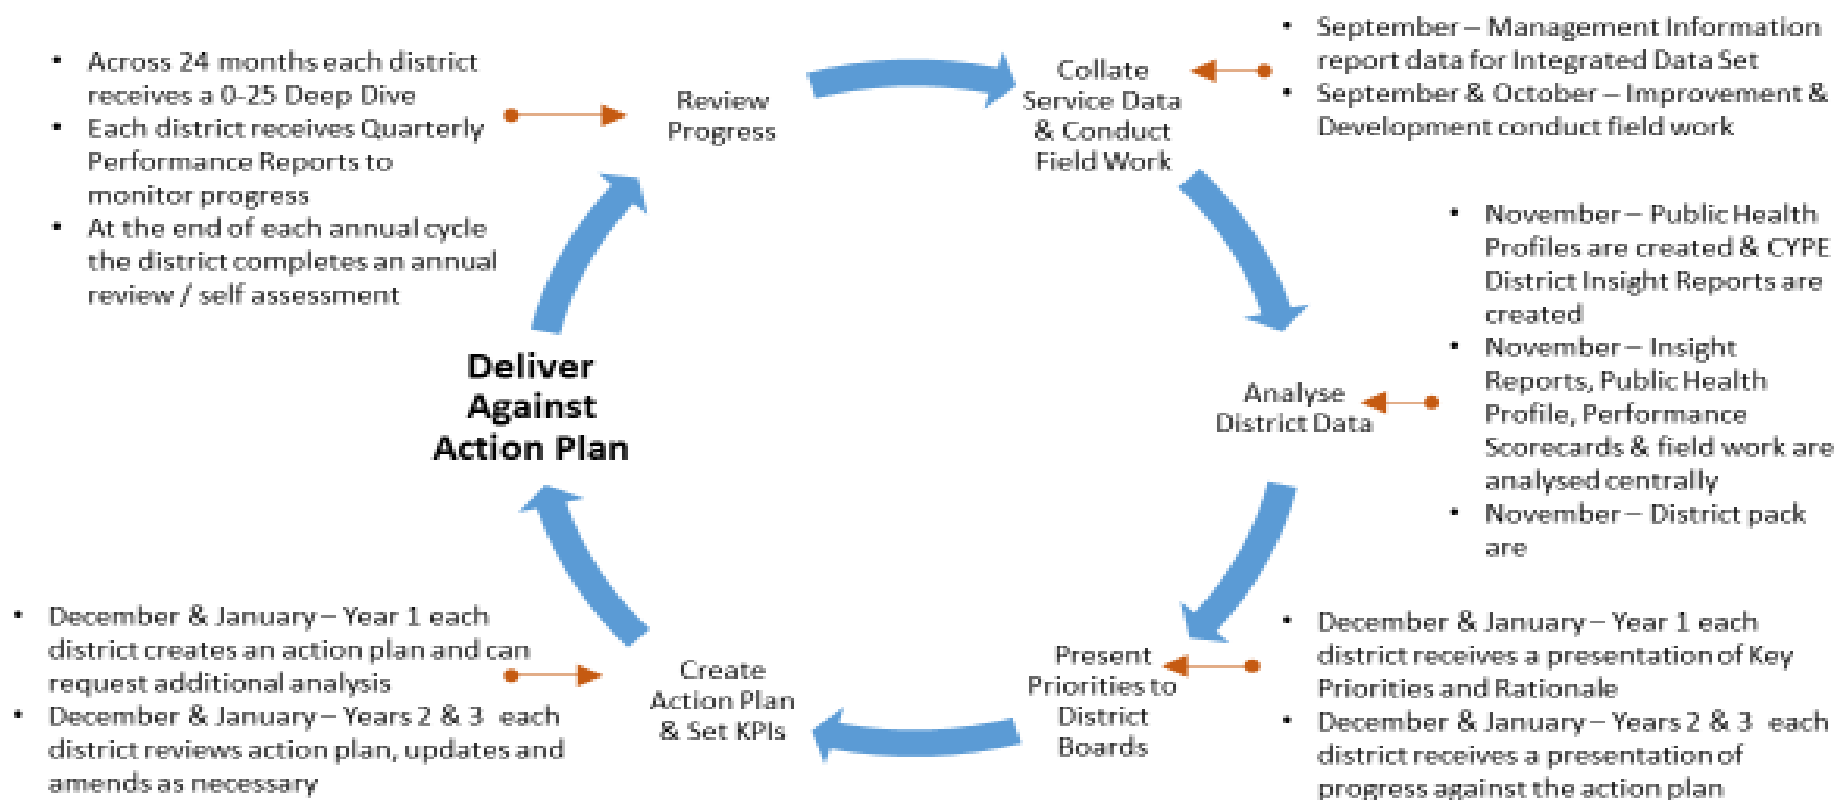 • Across 24 months each district
receives a 0-25 Deep Dive
• Each district receives Quarterly
Performance Reports to
monitor progress
• At the end of each annual cycle
the district completes an annual
review / self assessment
Review
Progress
Collate
Service Data
& Conduct
Field Work
• September – Management Information
report data for Integrated Data Set
• September & October – Improvement &
Development conduct field work
• November – Public Health
Profiles are created & CYPE
District Insight Reports are
created
• November – Insight
Reports, Public Health
Profile, Performance
Scorecards & field work are
analysed centrally
• November – District pack
are
Analyse
District Data
Deliver
Against
Action Plan
• December & January – Year 1 each
district creates an action plan and can
request additional analysis
• December & January – Years 2 & 3 each
district reviews action plan, updates and
amends as necessary
Create
Action Plan
& Set KPIs
Present
Priorities to
District
Boards
• December & January – Year 1 each
district receives a presentation of Key
Priorities and Rationale
• December & January – Years 2 & 3 each
district receives a presentation of
progress against the action plan